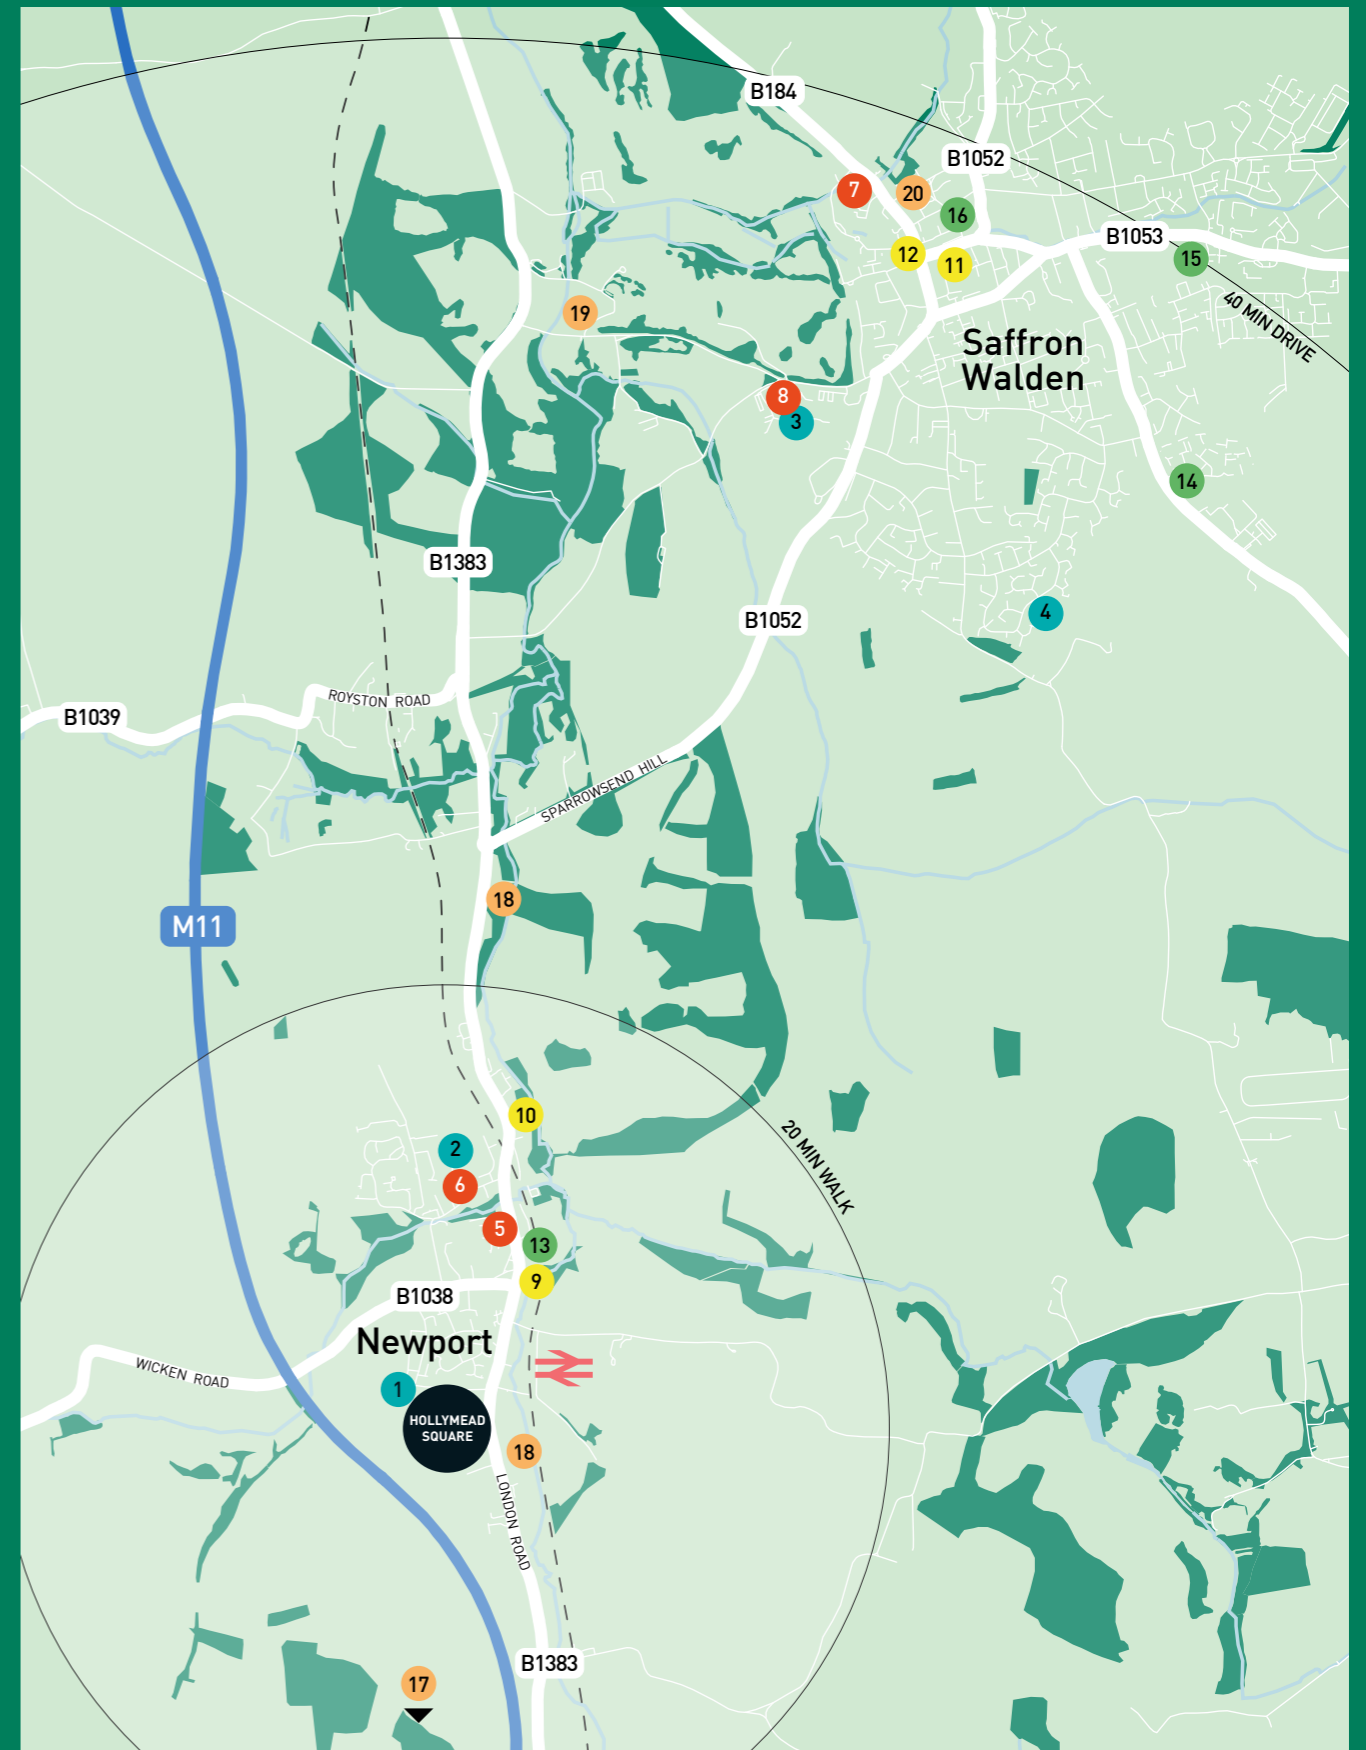 B184
B1052
7
20
16
B1053
12
11
15
40 MIN DRIVE
19
Saffron
Walden
8
3
14
B1383
4
B1052
ROYSTON ROAD
B1039
SPARROWSEND HILL
18
M11
10
20 MIN WALK
2
6
5
13
9
B1038
Newport
WICKEN ROAD
1
HOLLYMEAD
SQUARE
18
LONDON ROAD
B1383
17